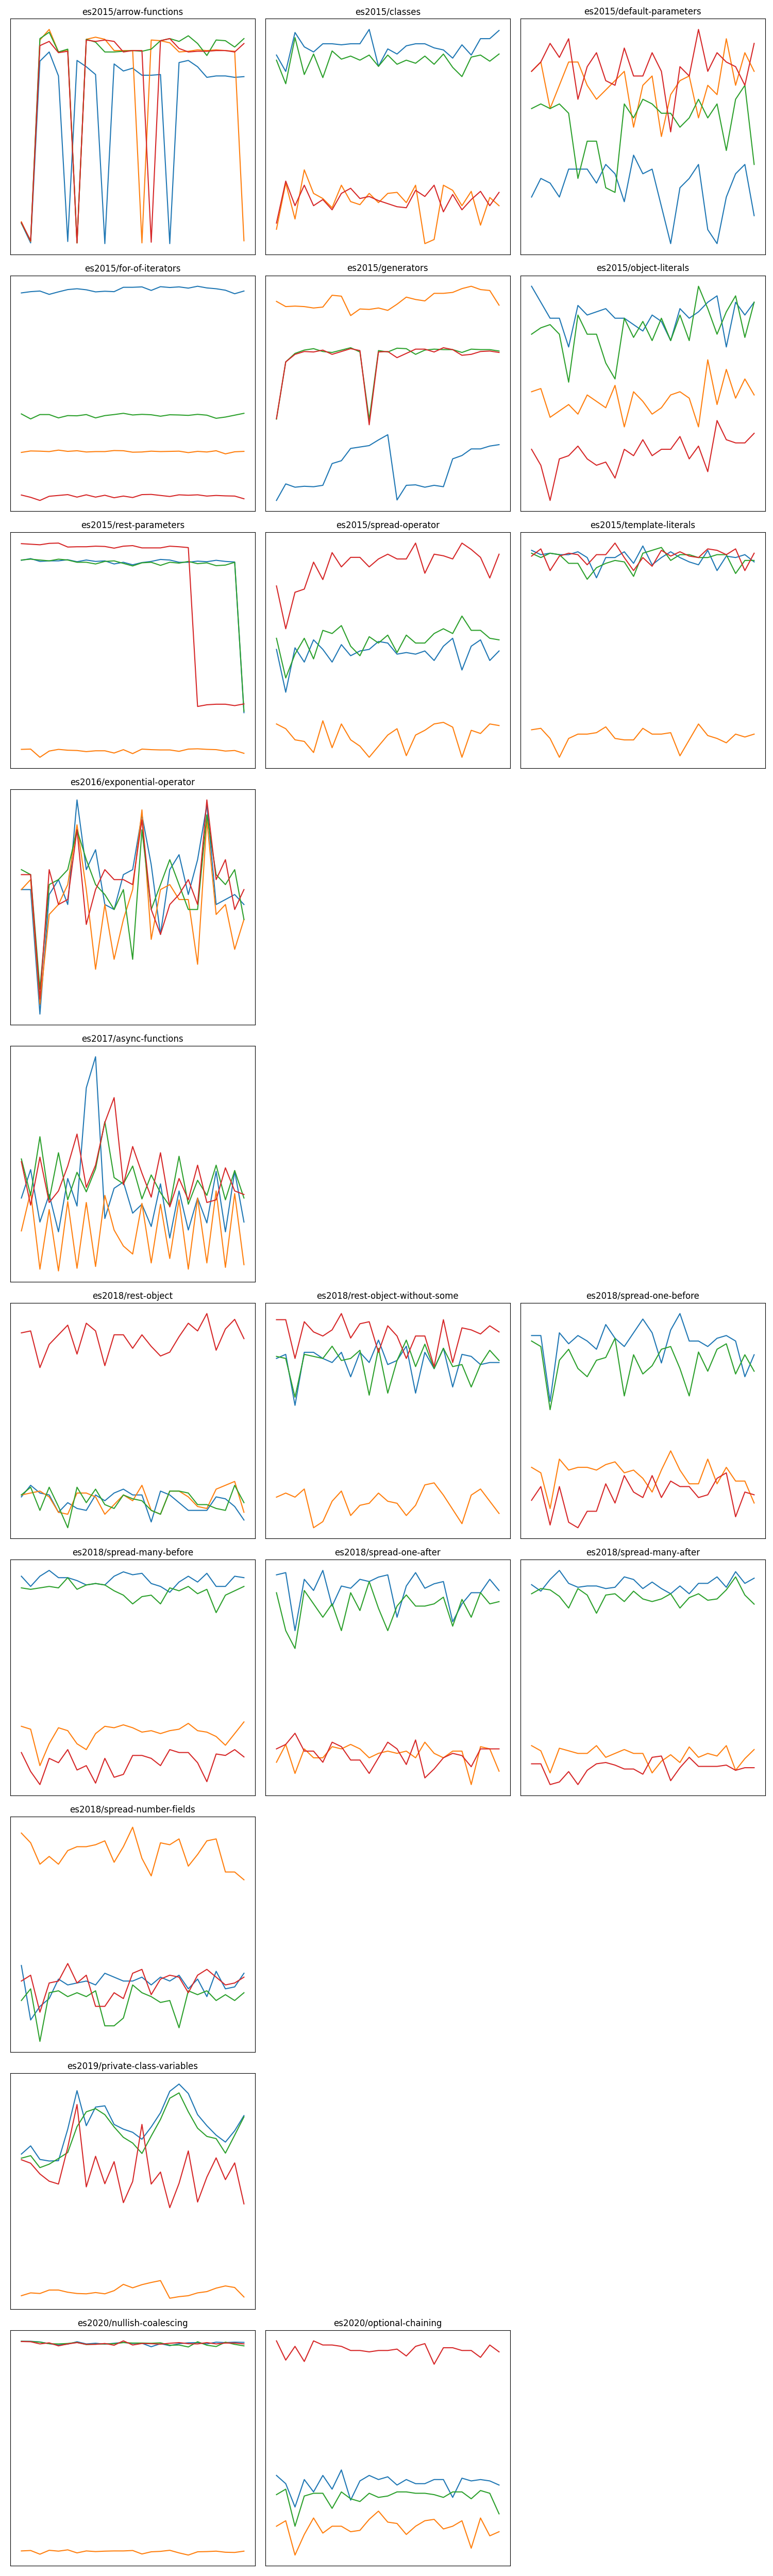 es2015/arrow-functions
es2015/classes
es2015/default-parameters
es2015/for-of-iterators
es2015/generators
es2015/object-literals
es2015/rest-parameters
es2015/spread-operator
es2015/template-literals
es2016/exponential-operator
es2017/async-functions
es2018/rest-object
es2018/rest-object-without-some
es2018/spread-one-before
es2018/spread-many-before
es2018/spread-one-after
es2018/spread-many-after
es2018/spread-number-fields
es2019/private-class-variables
es2020/nullish-coalescing
es2020/optional-chaining